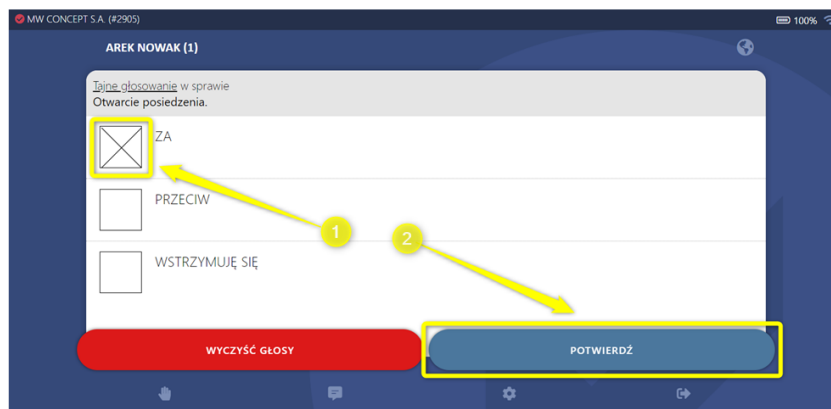 MW CONCEPT S.A. (#2905)
100%
AREK NOWAK (1)
Tajne głosowanie w sprawie
Otwarcie posiedzenia.
ZA
PRZECIW
1
2
WSTRZYMUJĘ SIĘ
WYCZYŚĆ GŁOSY
POTWIERDŹ